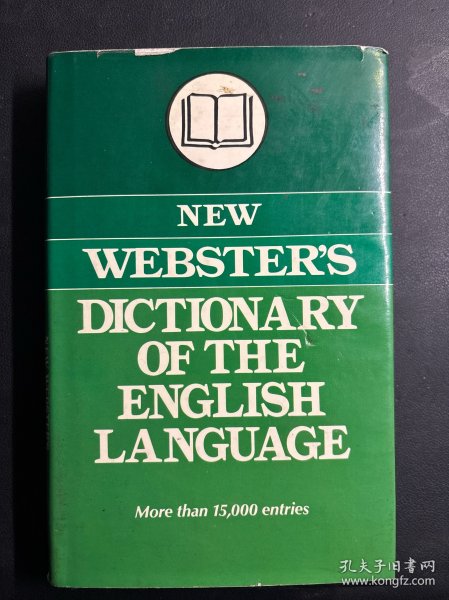 NEW
WEBSTER'S
DICTIONARY
OF THE
ENGLISH
LANGUAGE
More than 15,000 entries
孔夫子旧书网
www.kongfz.com